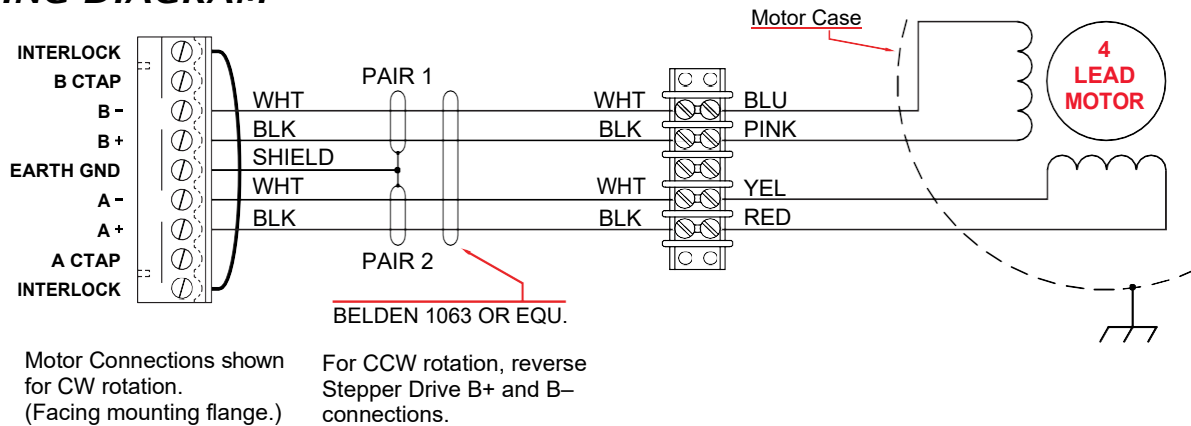 Motor Case
INTERLOCK
B CTAP
B –
B +
EARTH GND
A –
A +
A CTAP
INTERLOCK
PAIR 1
WHT
BLK
SHIELD
WHT
BLK
PAIR 2
WHT
BLK
WHT
BLK
BLU
PINK
YEL
RED
4
LEAD
MOTOR
BELDEN 1063 OR EQU.
Motor Connections shown
for CW rotation.
(Facing mounting flange.)
For CCW rotation, reverse
Stepper Drive B+ and B–
connections.